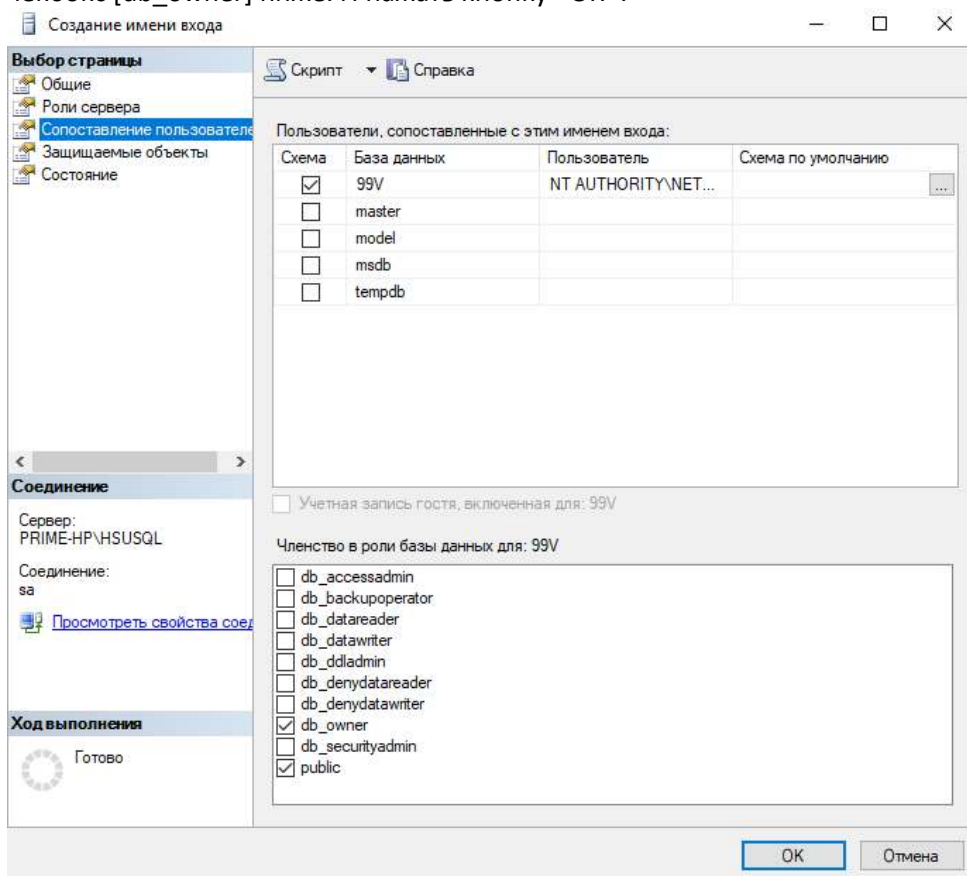 Создание имени входа
Выбор страницы
Общие
Роли сервера
Сопоставление пользователе
Защищаемые объекты
Состояние
Скрипт
Справка
Пользователи, сопоставленные с этим именем входа:
Схема База данных Пользователь Схема по умолчанию
99V NT AUTHORITY\NET... ...
master
model
msdb
tempdb
Соединение
Сервер:
PRIME-HP\HSUSQL
Соединение:
sa
Просмотреть свойства соед
Учетная запись гостя, включенная для: 99V
Членство в роли базы данных для: 99V
db_accessadmin
db_backupoperator
db_datareader
db_datawriter
db_ddladmin
db_denydatareader
db_denydatawriter
db_owner
db_securityadmin
public
Ход выполнения
Готово
OK Отмена